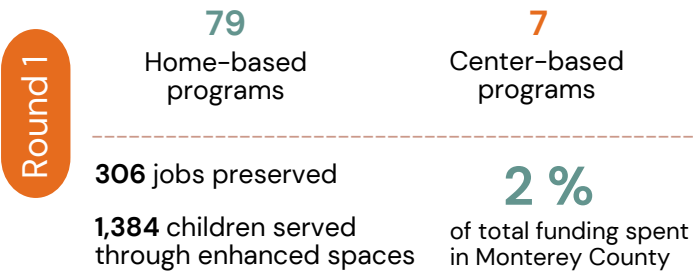 Round 1
79
Home-based
programs
7
Center-based
programs
306 jobs preserved
1,384 children served
through enhanced spaces
2 %
of total funding spent
in Monterey County